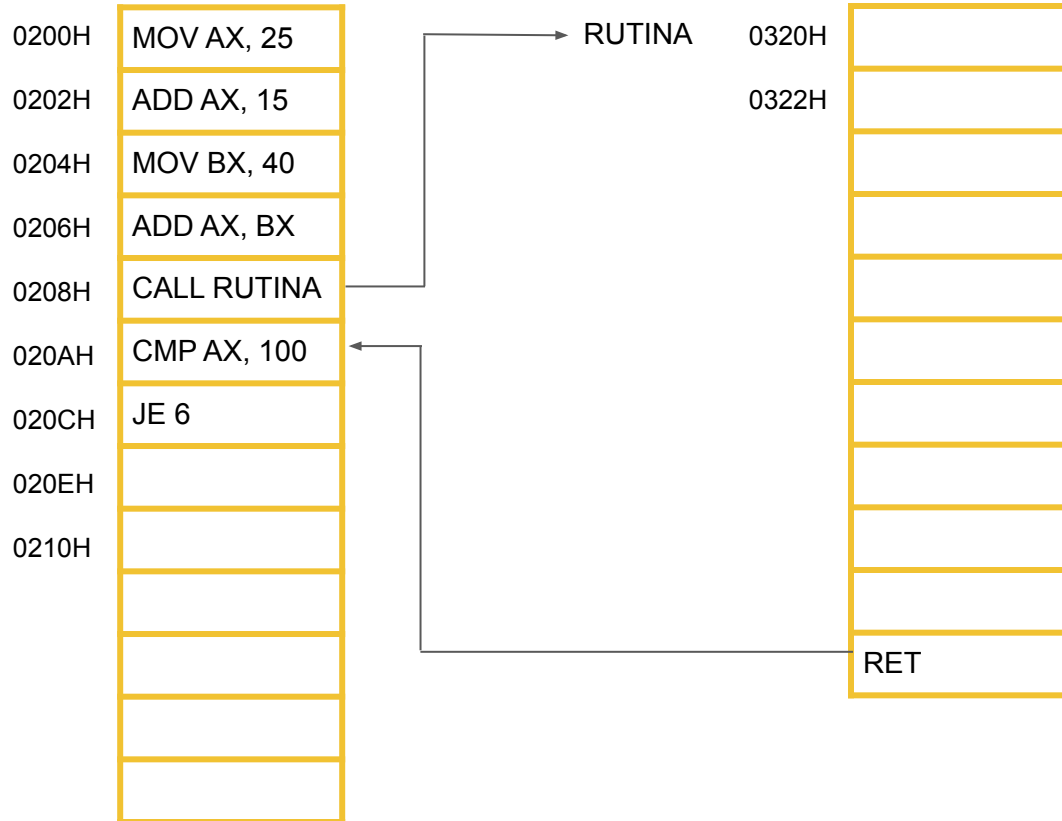 0200H MOV AX, 25 RUTINA 0320H
0202H ADD AX, 15 0322H
0204H MOV BX, 40
0206H ADD AX, BX
0208H CALL RUTINA
020AH CMP AX, 100
020CH JE 6
020EH
0210H
RET